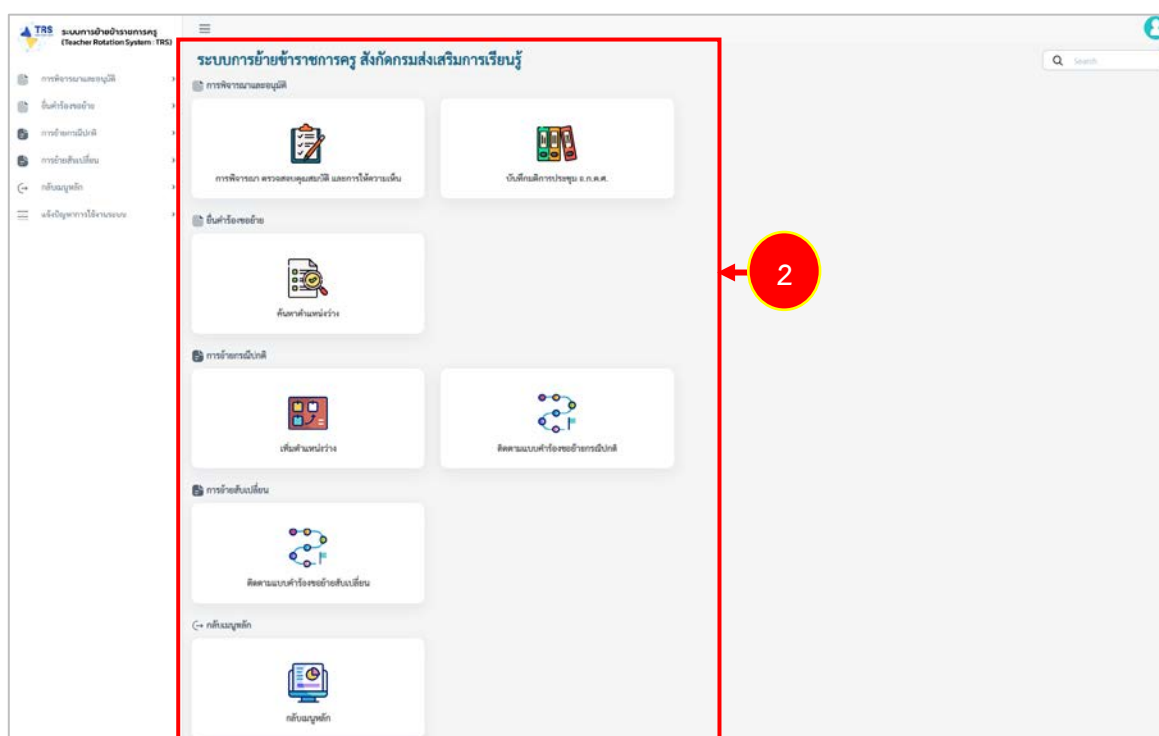 TRS ระบบการย้ายข้าราชการครู
(Teacher Rotation System : TRS)
การพิจารณาและอนุมัติ
ยื่นคำร้องขอย้าย
การย้ายกรณีปกติ
การย้ายสับเปลี่ยน
กลับเมนูหลัก
แจ้งปัญหาการใช้งานระบบ
Search
ระบบการย้ายข้าราชการครู สังกัดกรมส่งเสริมการเรียนรู้
การพิจารณาและอนุมัติ
การพิจารณา ตรวจสอบคุณสมบัติ และการให้ความเห็น
บันทึกมติการประชุม อ.ก.ค.ศ.
ยื่นคำร้องขอย้าย
ค้นหาตำแหน่งว่าง
2
การย้ายกรณีปกติ
เพิ่มตำแหน่งว่าง
ติดตามแบบคำร้องขอย้ายกรณีปกติ
การย้ายสับเปลี่ยน
ติดตามแบบคำร้องขอย้ายสับเปลี่ยน
กลับเมนูหลัก
กลับเมนูหลัก